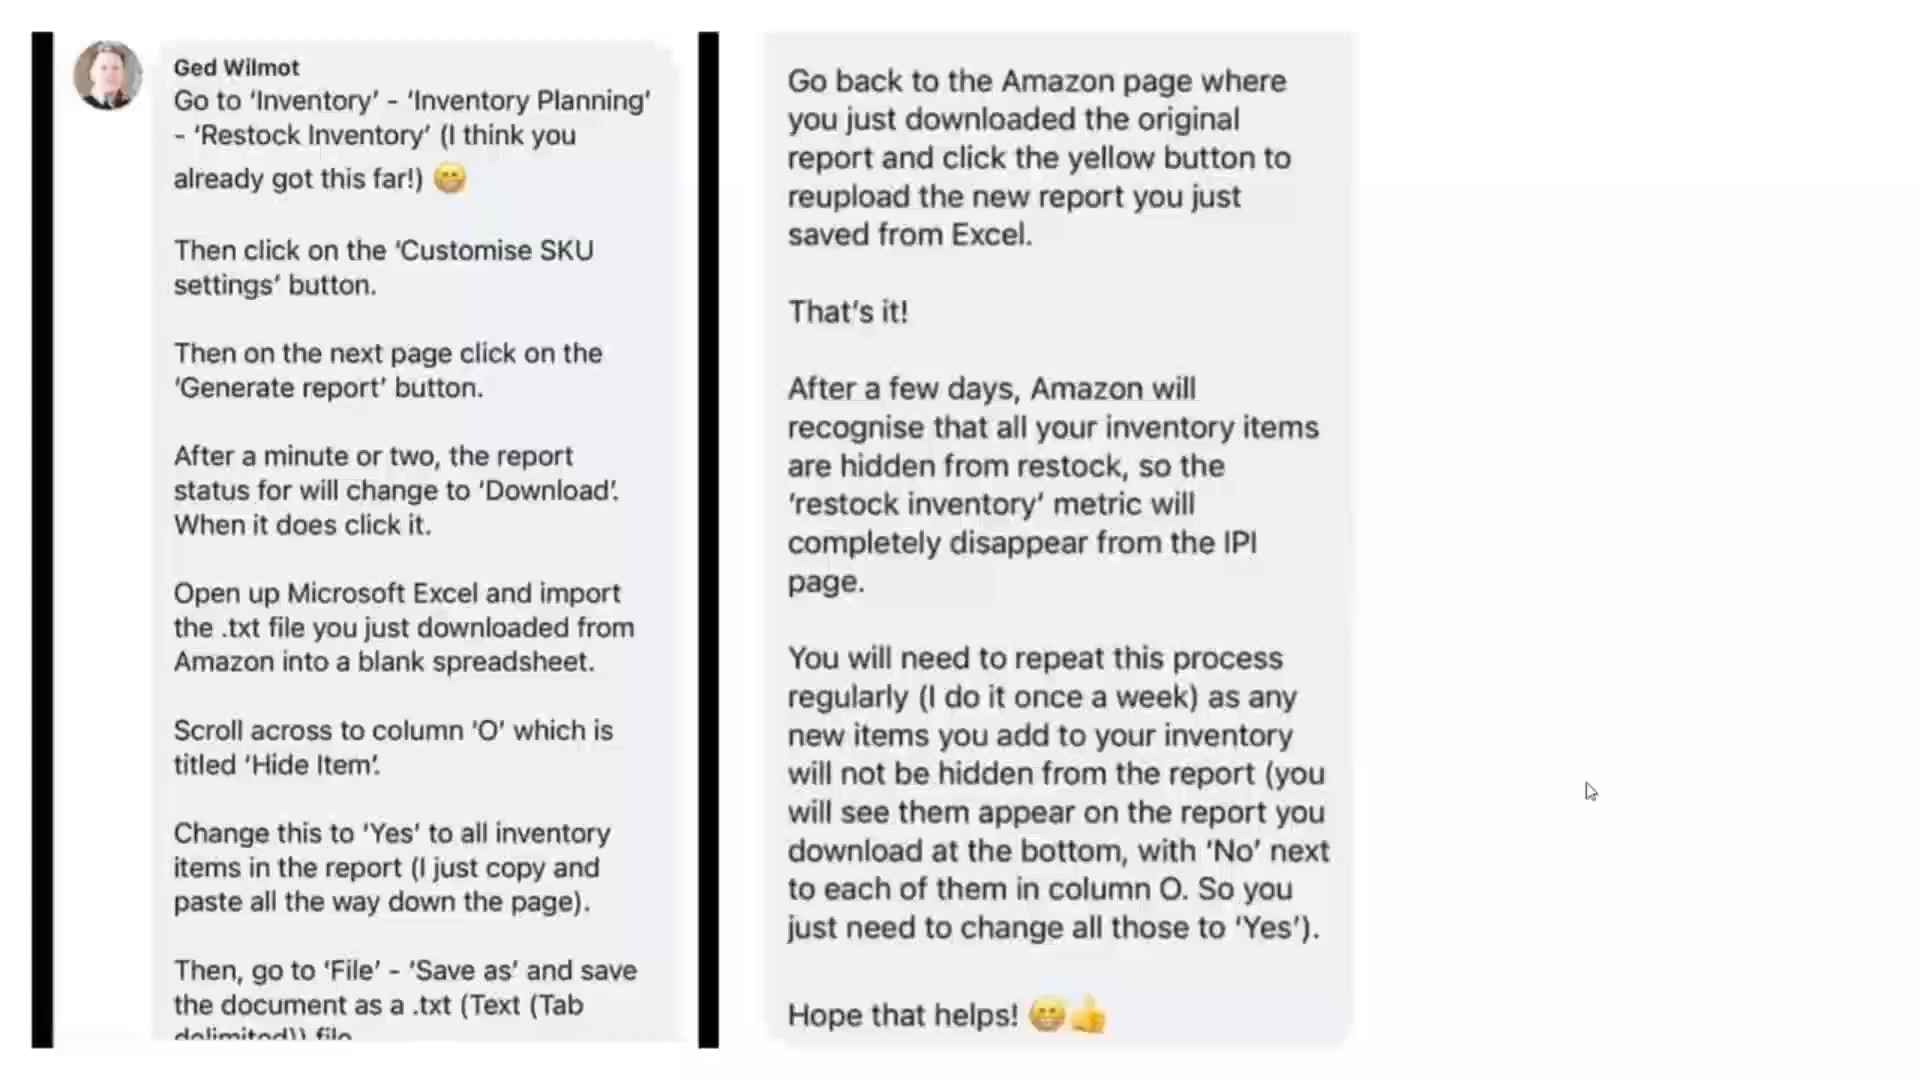 Ged Wilmot
Go to ‘Inventory’ - ‘Inventory Planning’
- ‘Restock Inventory’ (I think you
already got this far!) 😁
Then click on the ‘Customise SKU
settings’ button.
Then on the next page click on the
‘Generate report’ button.
After a minute or two, the report
status for will change to ‘Download’.
When it does click it.
Open up Microsoft Excel and import
the .txt file you just downloaded from
Amazon into a blank spreadsheet.
Scroll across to column ‘O’ which is
titled ‘Hide Item’.
Change this to ‘Yes’ to all inventory
items in the report (I just copy and
paste all the way down the page).
Then, go to ‘File’ - ‘Save as’ and save
the document as a .txt (Text (Tab
delimited)) file
Go back to the Amazon page where
you just downloaded the original
report and click the yellow button to
reupload the new report you just
saved from Excel.
That’s it!
After a few days, Amazon will
recognise that all your inventory items
are hidden from restock, so the
‘restock inventory’ metric will
completely disappear from the IPI
page.
You will need to repeat this process
regularly (I do it once a week) as any
new items you add to your inventory
will not be hidden from the report (you
will see them appear on the report you
download at the bottom, with ‘No’ next
to each of them in column O. So you
just need to change all those to ‘Yes’).
Hope that helps! 😁👍